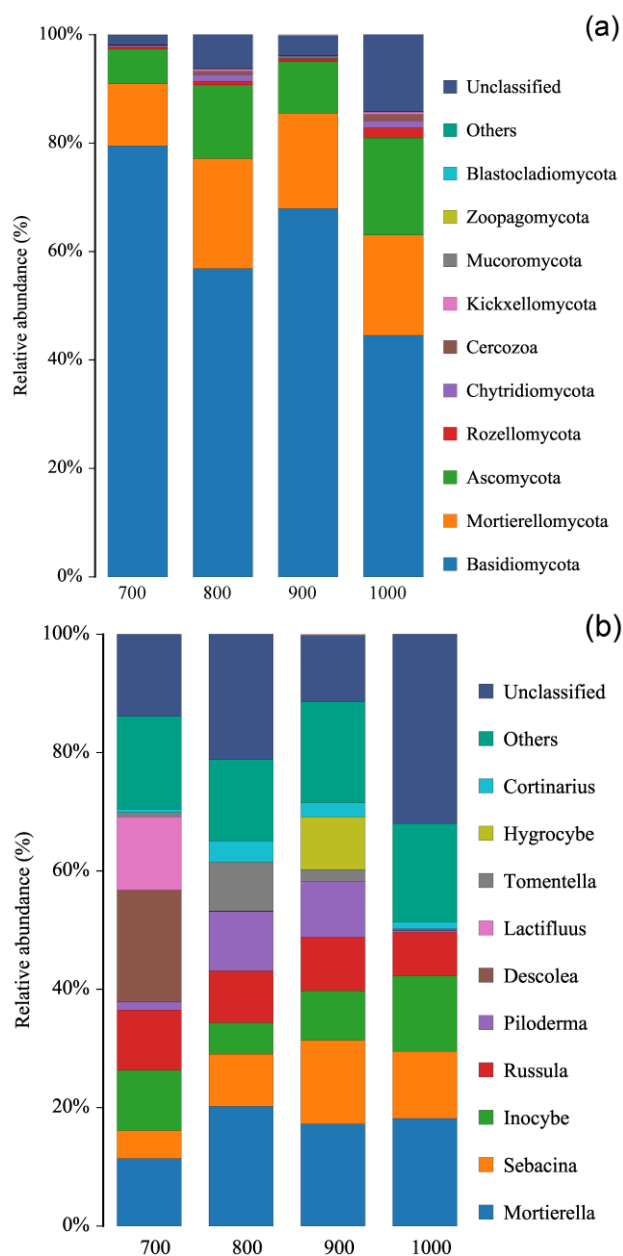 (a)
Relative abundance (%)
100%
80%
60%
40%
20%
0%
700 800 900 1000
Unclassified
Others
Blastocladiomycota
Zoopagomycota
Mucoromycota
Kickxellomycota
Cercozoa
Chytridiomycota
Rozellomycota
Ascomycota
Mortierellomycota
Basidiomycota
(b)
Relative abundance (%)
100%
80%
60%
40%
20%
0%
700 800 900 1000
Unclassified
Others
Cortinarius
Hygrocybe
Tomentella
Lactifluus
Descolea
Piloderma
Russula
Inocybe
Sebacina
Mortierella